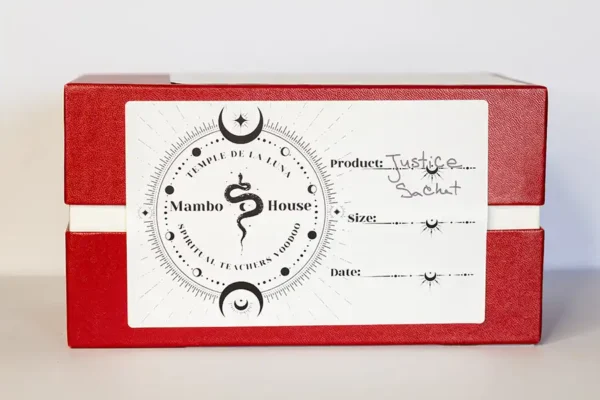 TEMPLE DE LA LUNA
Mambo House
SPIRITUAL TEACHERS VOODOO
Product: Justice
Sachet
Size:
Date: